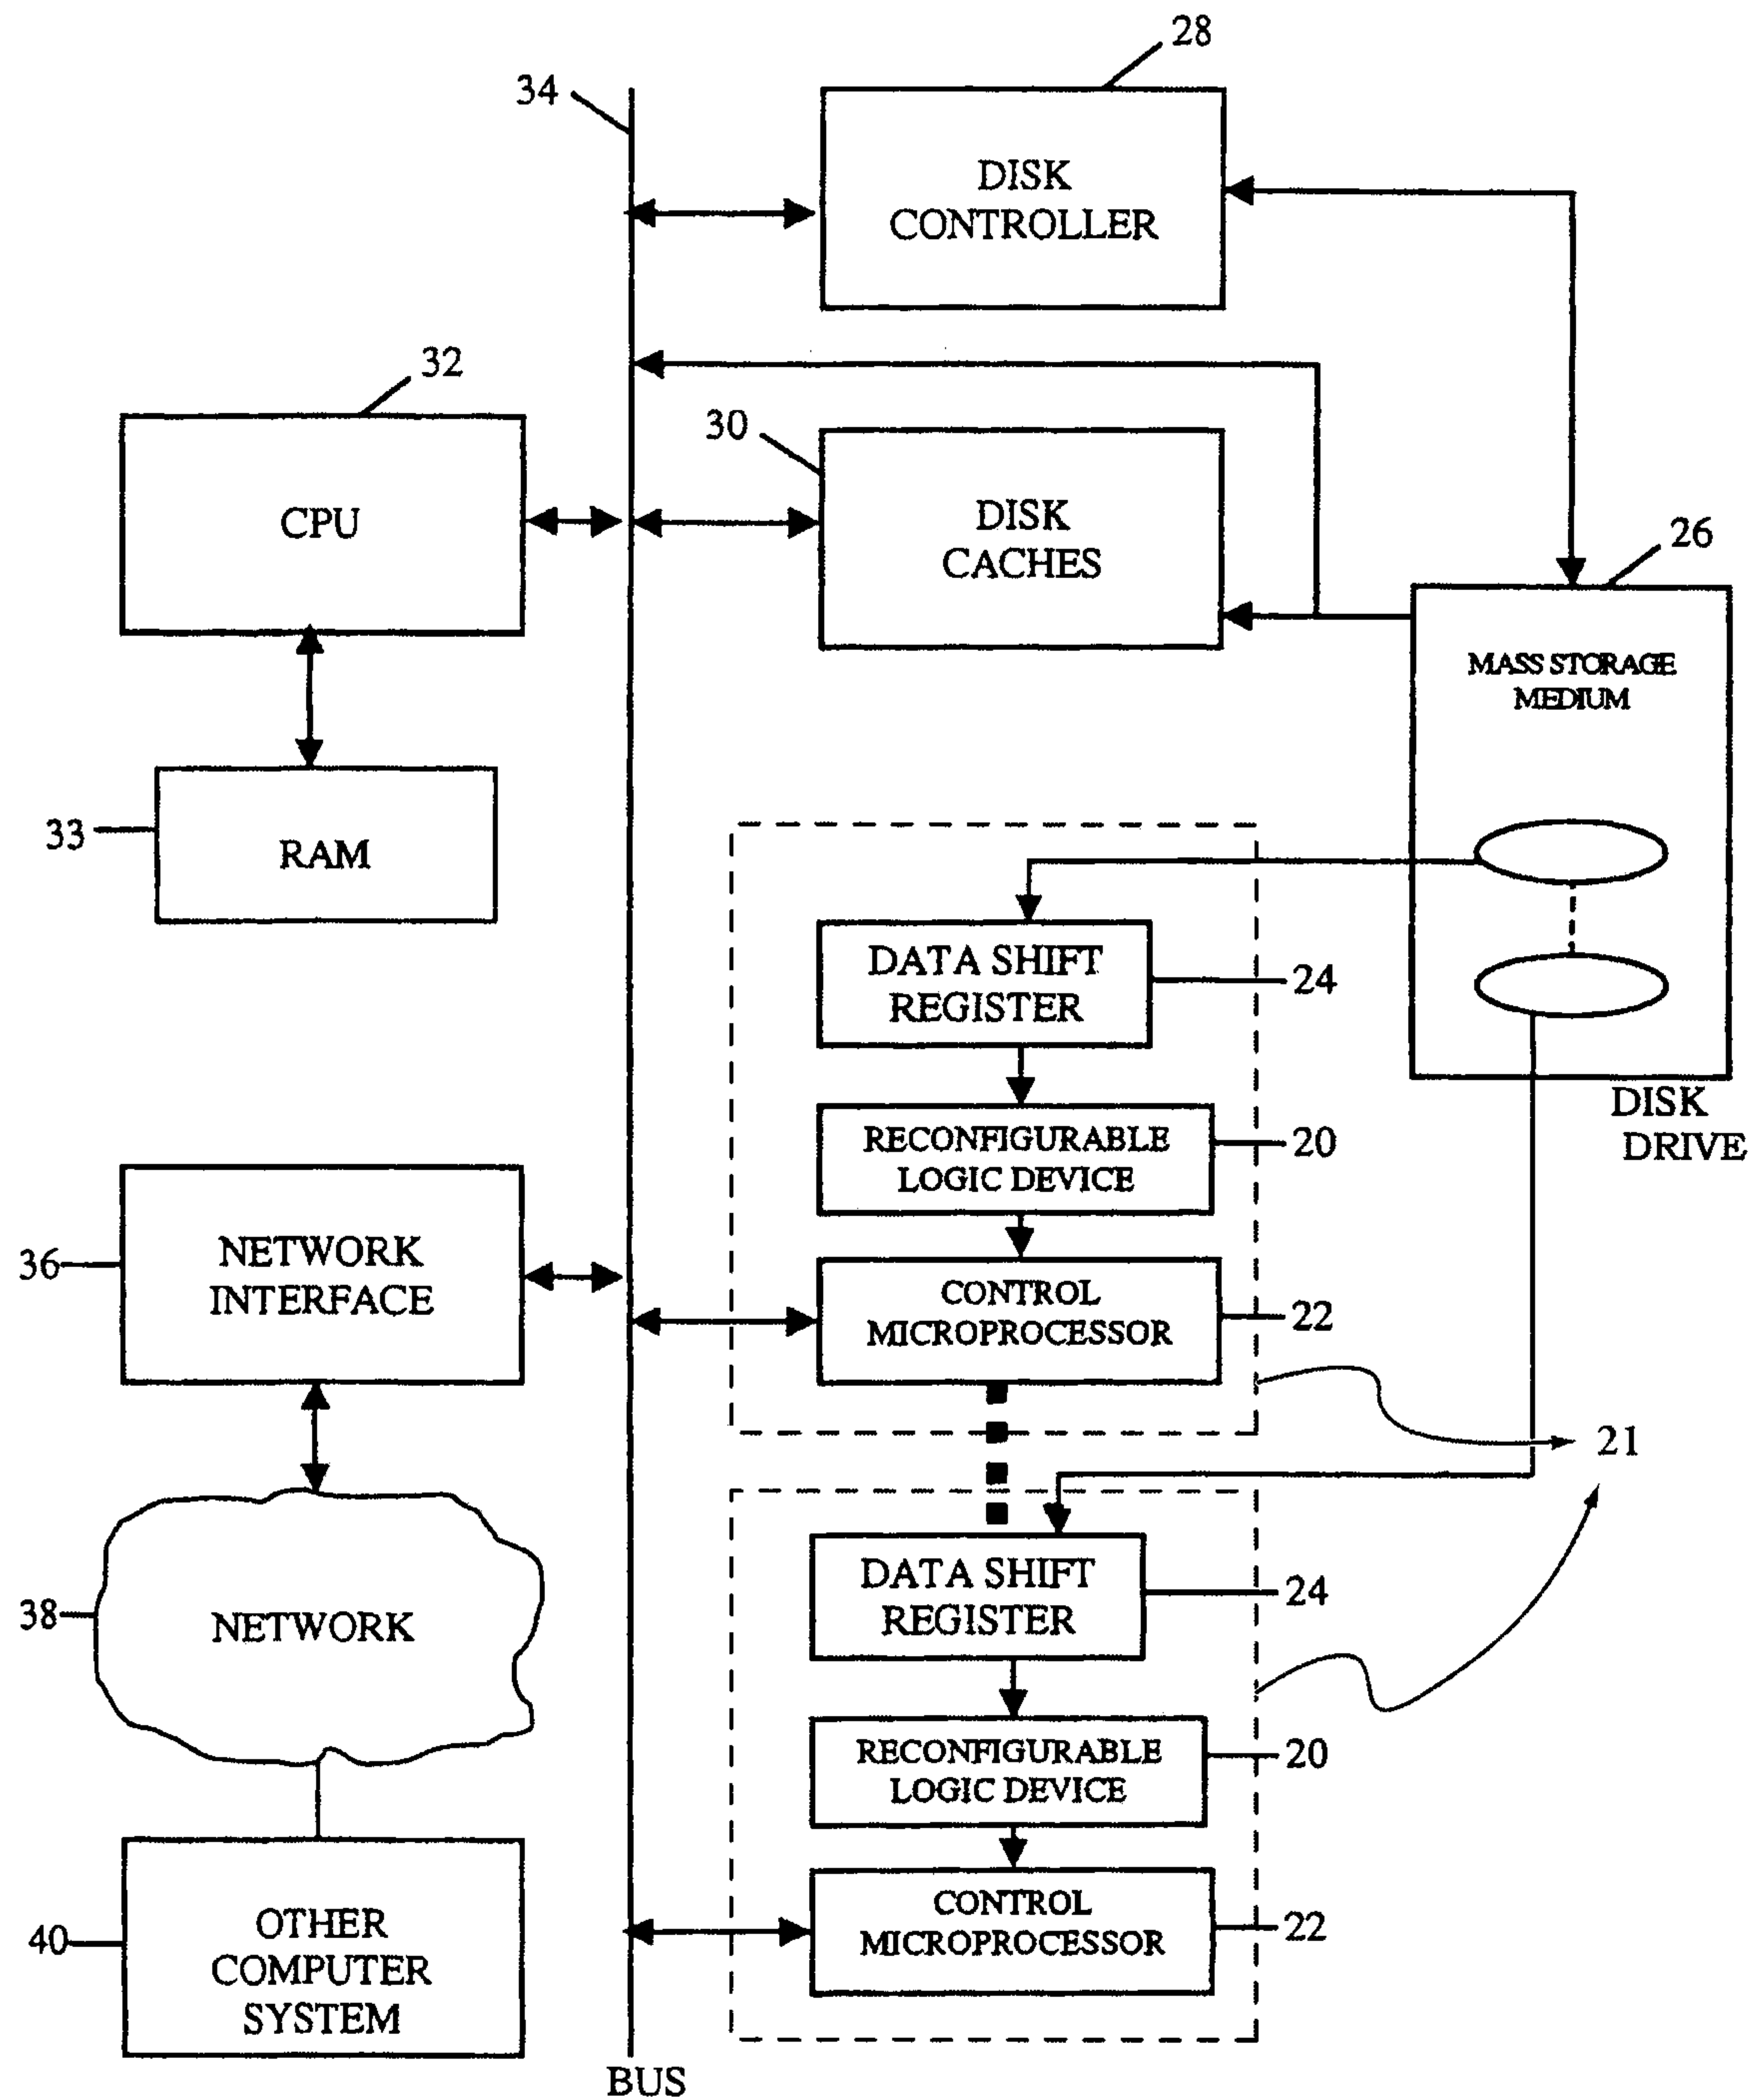 28
34
DISK
CONTROLLER
32
30
CPU
DISK
CACHES
26
MASS STORAGE
MEDIUM
33
RAM
DATA SHIFT
REGISTER
24
DISK
DRIVE
RECONFIGURABLE
LOGIC DEVICE
20
36
NETWORK
INTERFACE
CONTROL
MICROPROCESSOR
22
21
38
NETWORK
DATA SHIFT
REGISTER
24
RECONFIGURABLE
LOGIC DEVICE
20
40
OTHER
COMPUTER
SYSTEM
CONTROL
MICROPROCESSOR
22
BUS